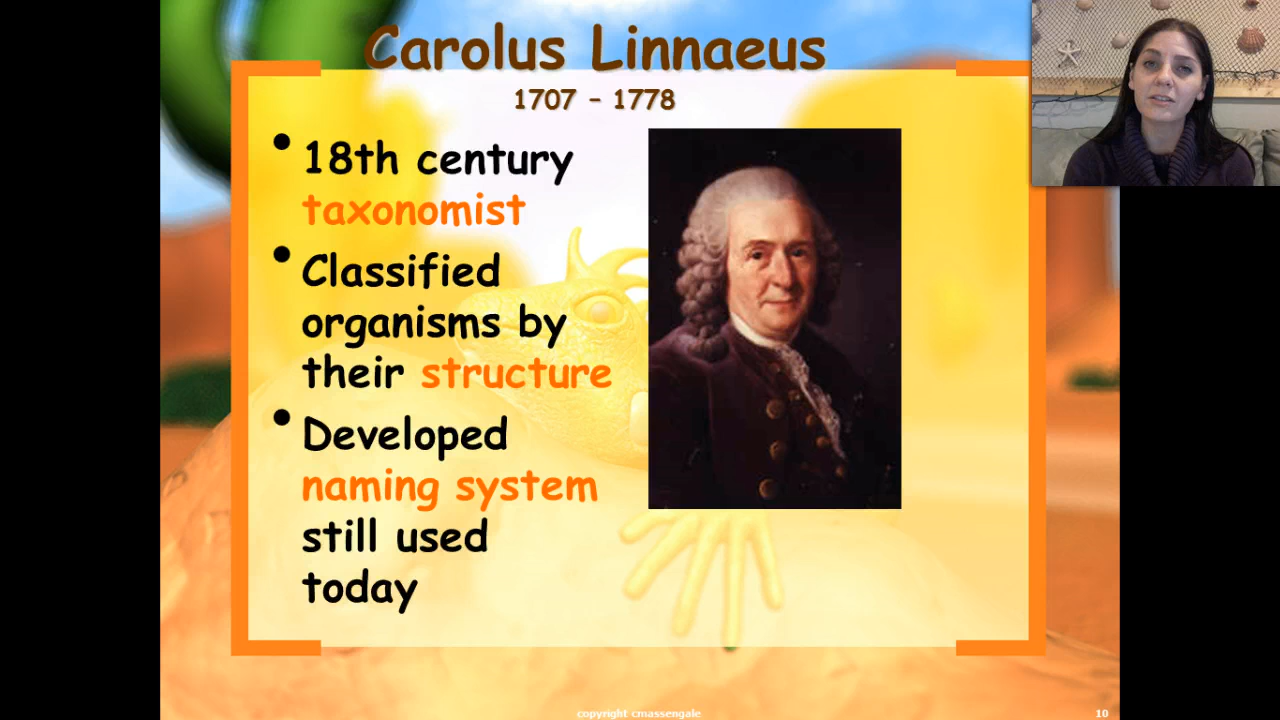 Carolus Linnaeus
1707 – 1778
• 18th century
taxonomist
• Classified
organisms by
their structure
• Developed
naming system
still used
today
copyright cmassengale
10